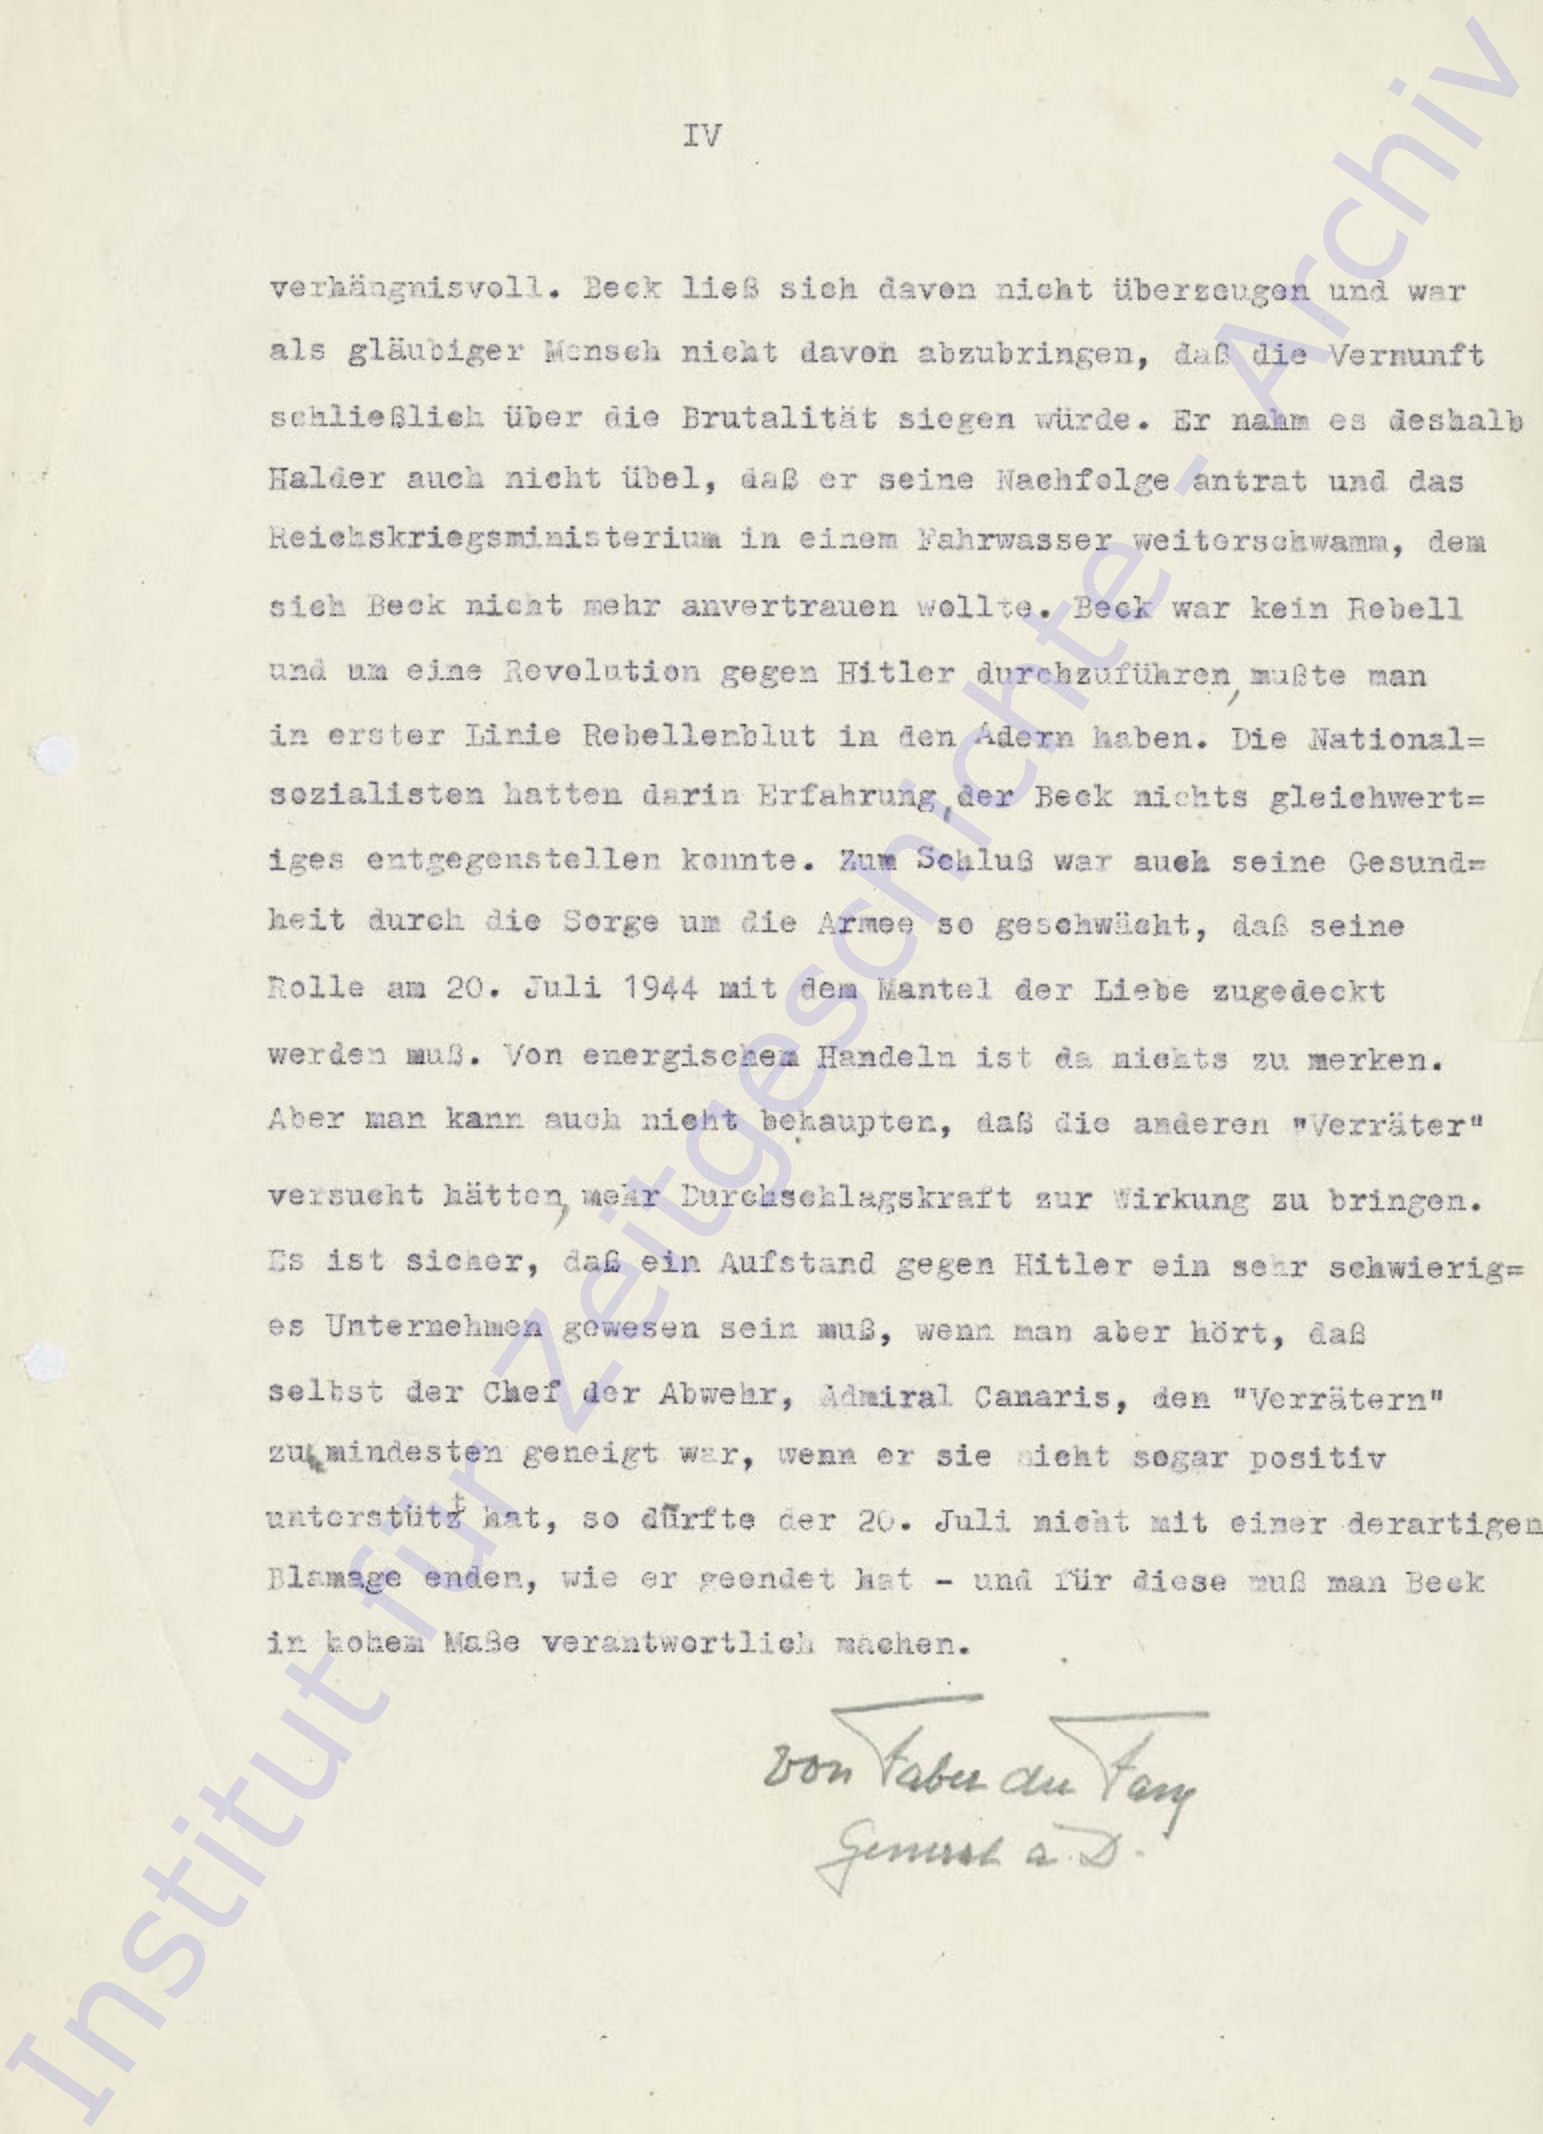 IV
verhängnisvoll. Beck ließ sich davon nicht überzeugen und war
als gläubiger Mensch nicht davon abzubringen, daß die Vernunft
schließlich über die Brutalität siegen würde. Er nahm es deshalb
Halder auch nicht übel, daß er seine Nachfolge antrat und das
Reichskriegsministerium in einem Fahrwasser weiterschwamm, dem
sich Beck nicht mehr anvertrauen wollte. Beck war kein Rebell
und um eine Revolution gegen Hitler durchzuführen, mußte man
in erster Linie Rebellenblut in den Adern haben. Die National=
sozialisten hatten darin Erfahrung, der Beck nichts gleichwert=
iges entgegenstellen konnte. Zum Schluß war auch seine Gesund=
heit durch die Sorge um die Armee so geschwächt, daß seine
Rolle am 20. Juli 1944 mit dem Mantel der Liebe zugedeckt
werden muß. Von energischem Handeln ist da nichts zu merken.
Aber man kann auch nicht behaupten, daß die anderen "Verräter"
versucht hätten, mehr Durchschlagskraft zur Wirkung zu bringen.
Es ist sicher, daß ein Aufstand gegen Hitler ein sehr schwierig=
es Unternehmen gewesen sein muß, wenn man aber hört, daß
selbst der Chef der Abwehr, Admiral Canaris, den "Verrätern"
zu mindesten geneigt war, wenn er sie nicht sogar positiv
unterstützt hat, so dürfte der 20. Juli nicht mit einer derartigen
Blamage enden, wie er geendet hat - und für diese muß man Beck
in hohem Maße verantwortlich machen.
von Faber du Faur
General a.D.
Institut für Zeitgeschichte - Archiv